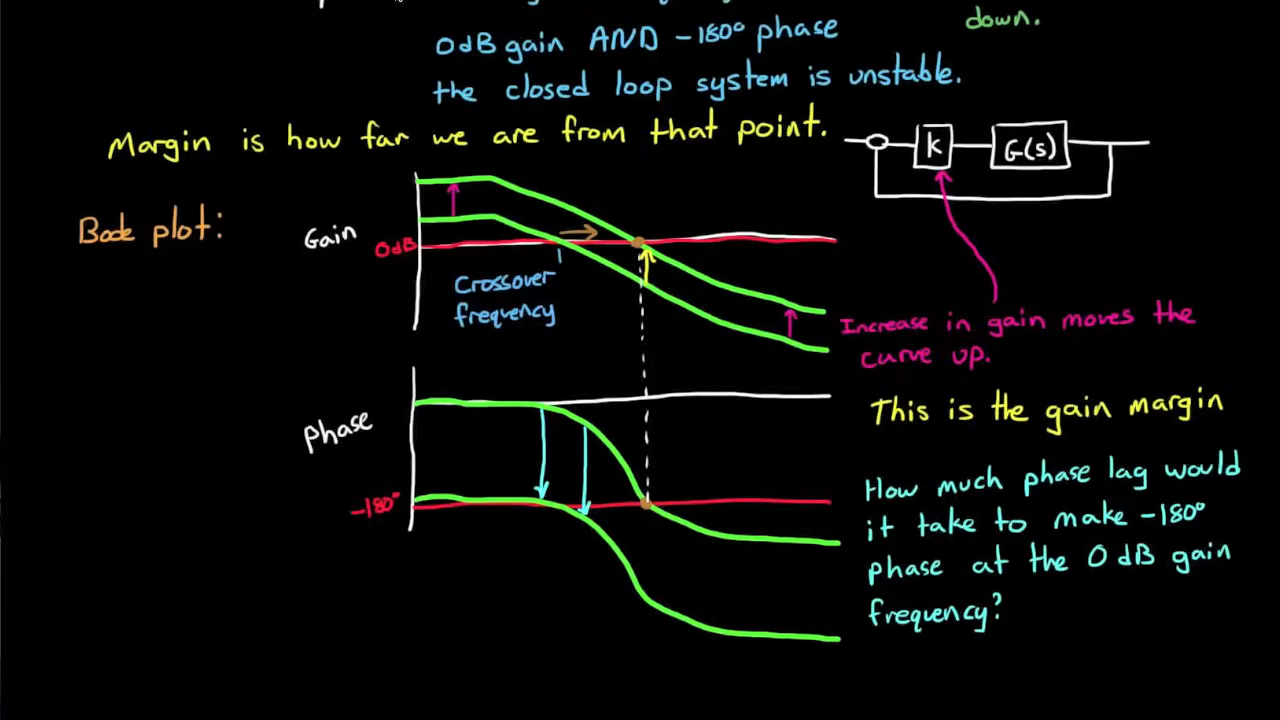 0dB gain AND -180° phase
down.
the closed loop system is unstable.
Margin is how far we are from that point.
K
G(s)
Bode plot:
Gain
0dB
Crossover
frequency
Increase in gain moves the
curve up.
Phase
-180°
This is the gain margin
How much phase lag would
it take to make -180°
phase at the 0 dB gain
frequency?